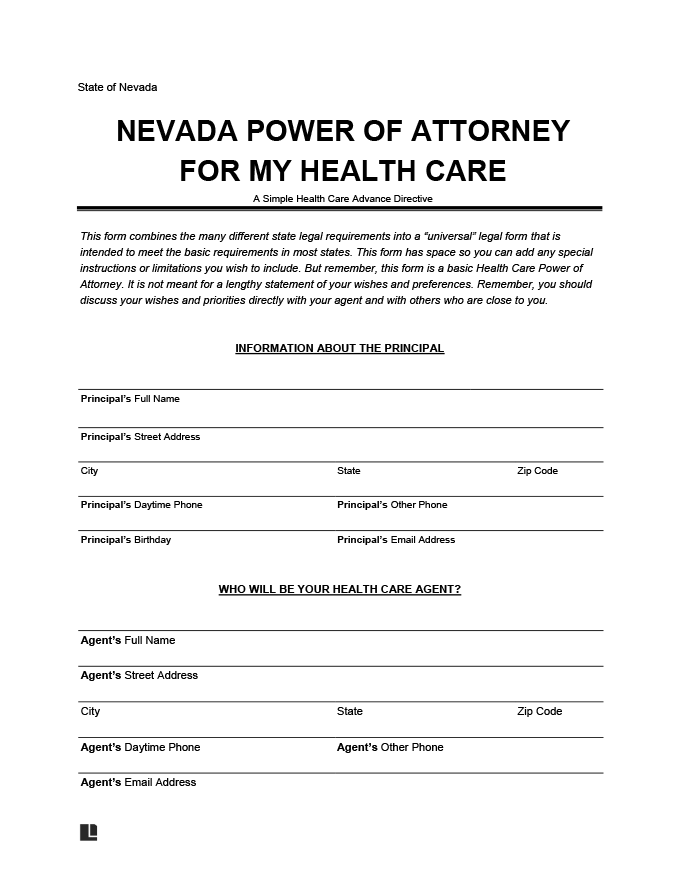 State of Nevada
NEVADA POWER OF ATTORNEY
FOR MY HEALTH CARE
A Simple Health Care Advance Directive
This form combines the many different state legal requirements into a “universal” legal form that is
intended to meet the basic requirements in most states. This form has space so you can add any special
instructions or limitations you wish to include. But remember, this form is a basic Health Care Power of
Attorney. It is not meant for a lengthy statement of your wishes and preferences. Remember, you should
discuss your wishes and priorities directly with your agent and with others who are close to you.
INFORMATION ABOUT THE PRINCIPAL
Principal’s Full Name
Principal’s Street Address
City State Zip Code
Principal’s Daytime Phone Principal’s Other Phone
Principal’s Birthday Principal’s Email Address
WHO WILL BE YOUR HEALTH CARE AGENT?
Agent’s Full Name
Agent’s Street Address
City State Zip Code
Agent’s Daytime Phone Agent’s Other Phone
Agent’s Email Address